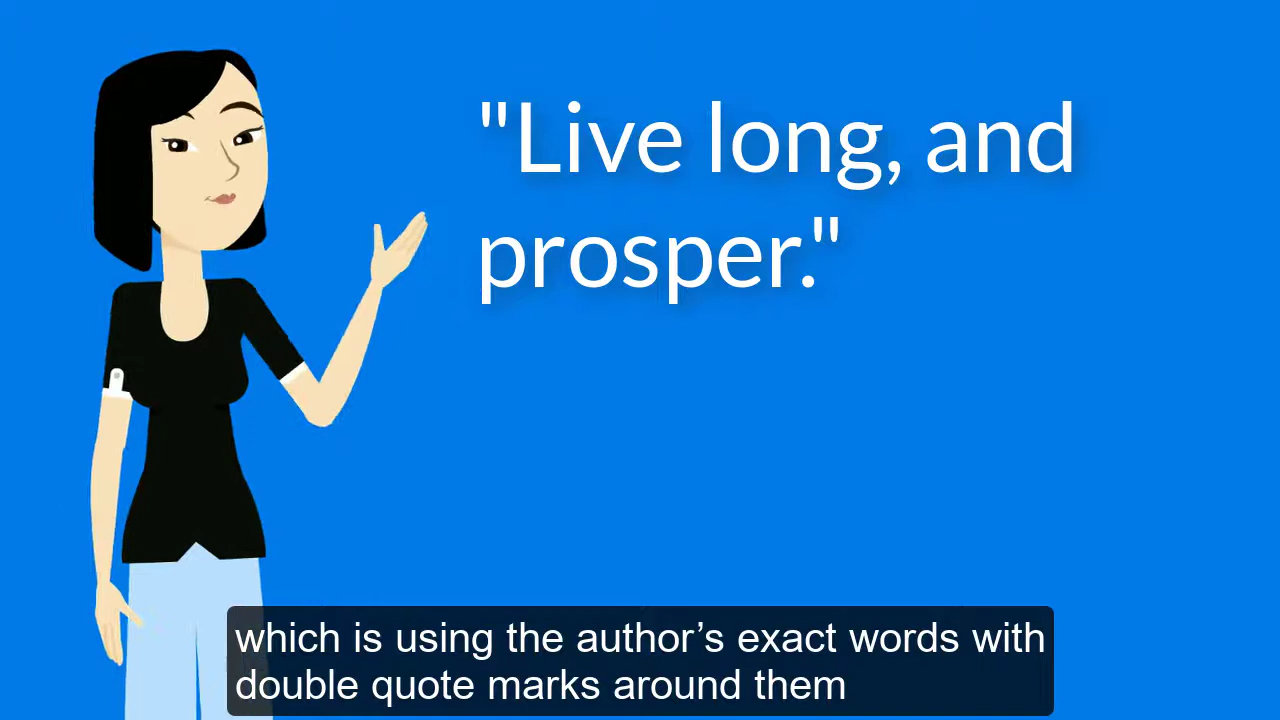 "Live long, and
prosper."
which is using the author’s exact words with
double quote marks around them